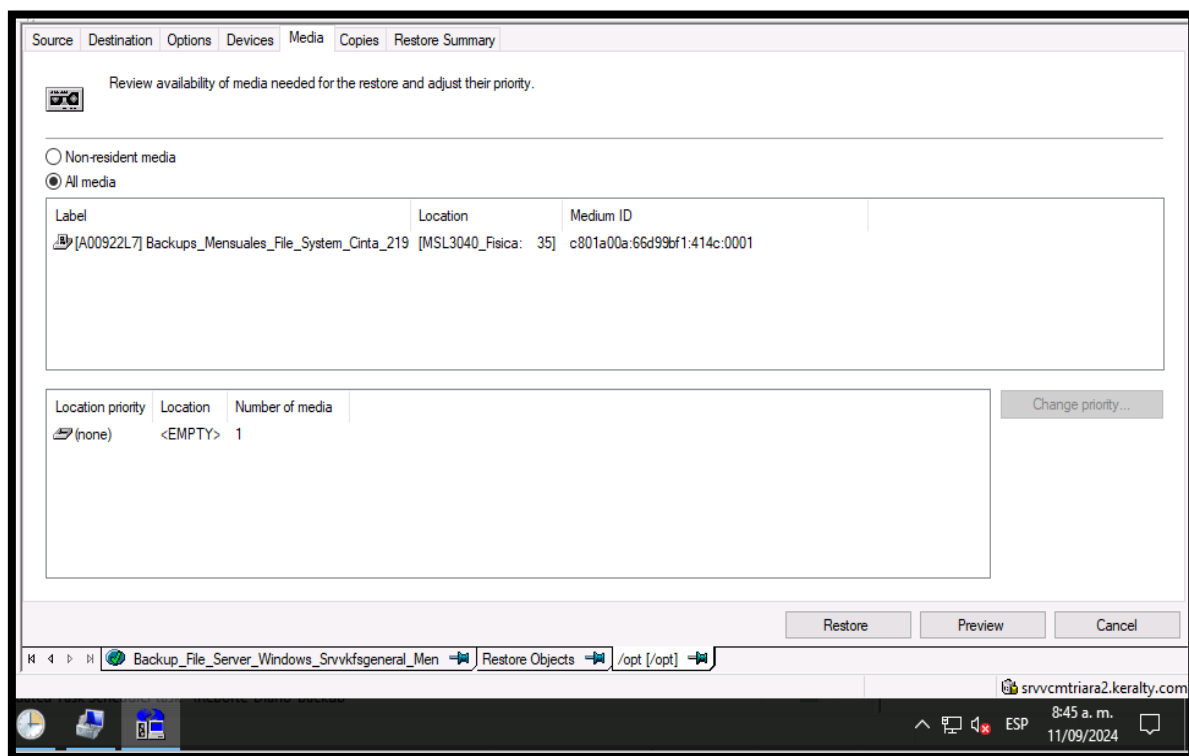 Source Destination Options Devices Media Copies Restore Summary
Review availability of media needed for the restore and adjust their priority.
Non-resident media
All media
Label Location Medium ID
[A00922L7] Backups_Mensuales_File_System_Cinta_219 [MSL3040_Fisica: 35] c801a00a:66d99bf1:414c:0001
Location priority Location Number of media
Change priority...
(none) <EMPTY> 1
Restore Preview Cancel
Backup_File_Server_Windows_Srvvkfsgeneral_Men Restore Objects /opt [/opt]
srvvcmtriara2.keralty.com
ESP
8:45 a. m.
11/09/2024